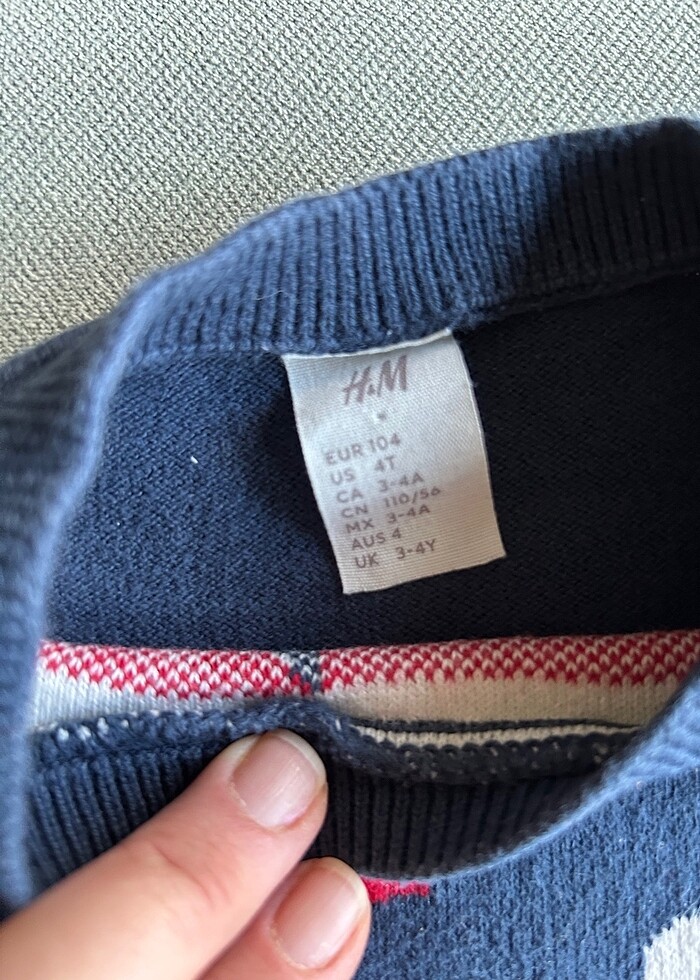 H&M
EUR 104
US 4T
CA 3-4A
CN 110/56
MX 3-4A
AUS 4
UK 3-4Y